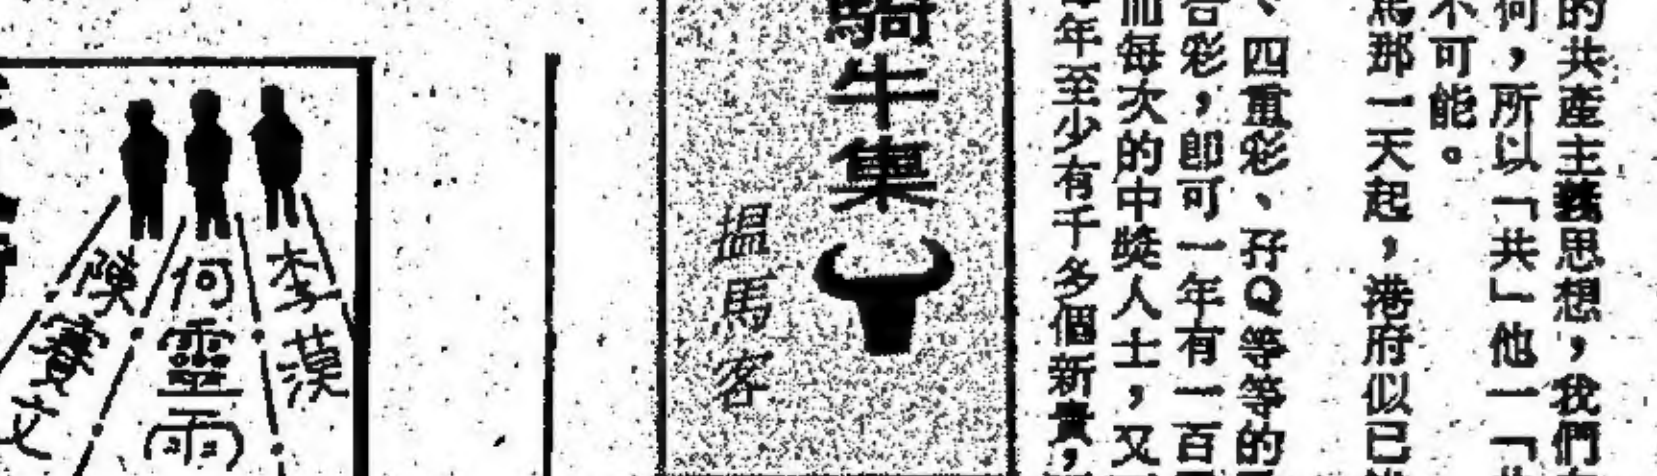 的共產主義思想，我們
何，所以「共」他一「
不可能。
馬那一天起，港府似已
、四重彩、孖Q等等的
合彩，即可一年有一百
而每次的中獎人士，又
年至少有千多個新貴，
騎牛集
搵馬客
李漢
何靈雨
陳賽文